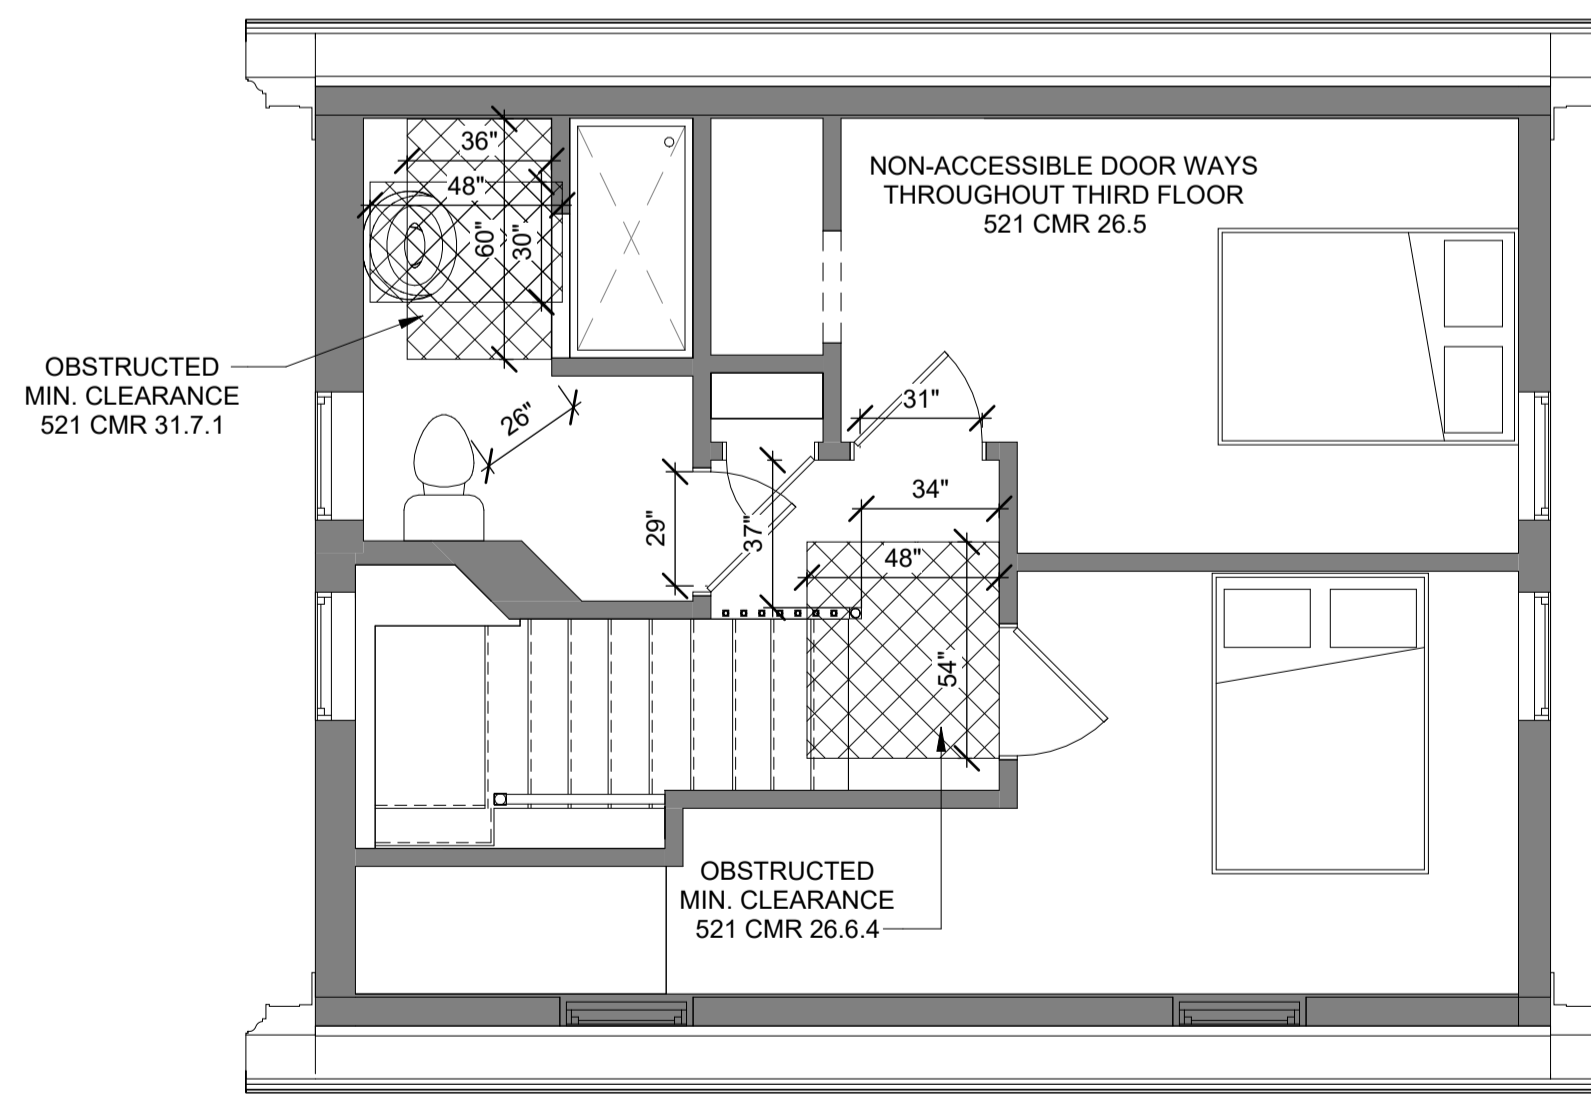 36"
48"
60"
30"
NON-ACCESSIBLE DOOR WAYS
THROUGHOUT THIRD FLOOR
521 CMR 26.5
OBSTRUCTED
MIN. CLEARANCE
521 CMR 31.7.1
26"
31"
34"
29"
37"
48"
54"
OBSTRUCTED
MIN. CLEARANCE
521 CMR 26.6.4